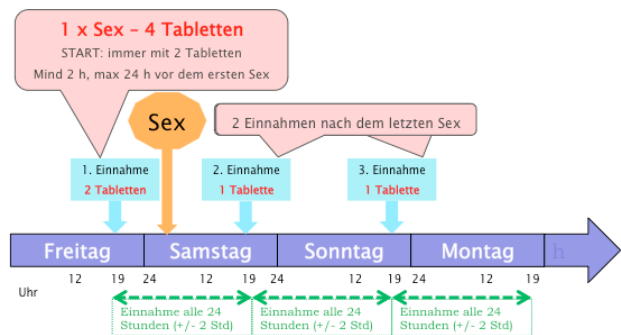 1 x Sex – 4 Tabletten
START: immer mit 2 Tabletten
Mind 2 h, max 24 h vor dem ersten Sex
Sex
2 Einnahmen nach dem letzten Sex
1. Einnahme
2 Tabletten
2. Einnahme
1 Tablette
3. Einnahme
1 Tablette
Freitag Samstag Sonntag Montag h
Uhr 12 19 24 12 19 24 12 19 24 12 19
Einnahme alle 24
Stunden (+/- 2 Std)
Einnahme alle 24
Stunden (+/- 2 Std)
Einnahme alle 24
Stunden (+/- 2 Std)